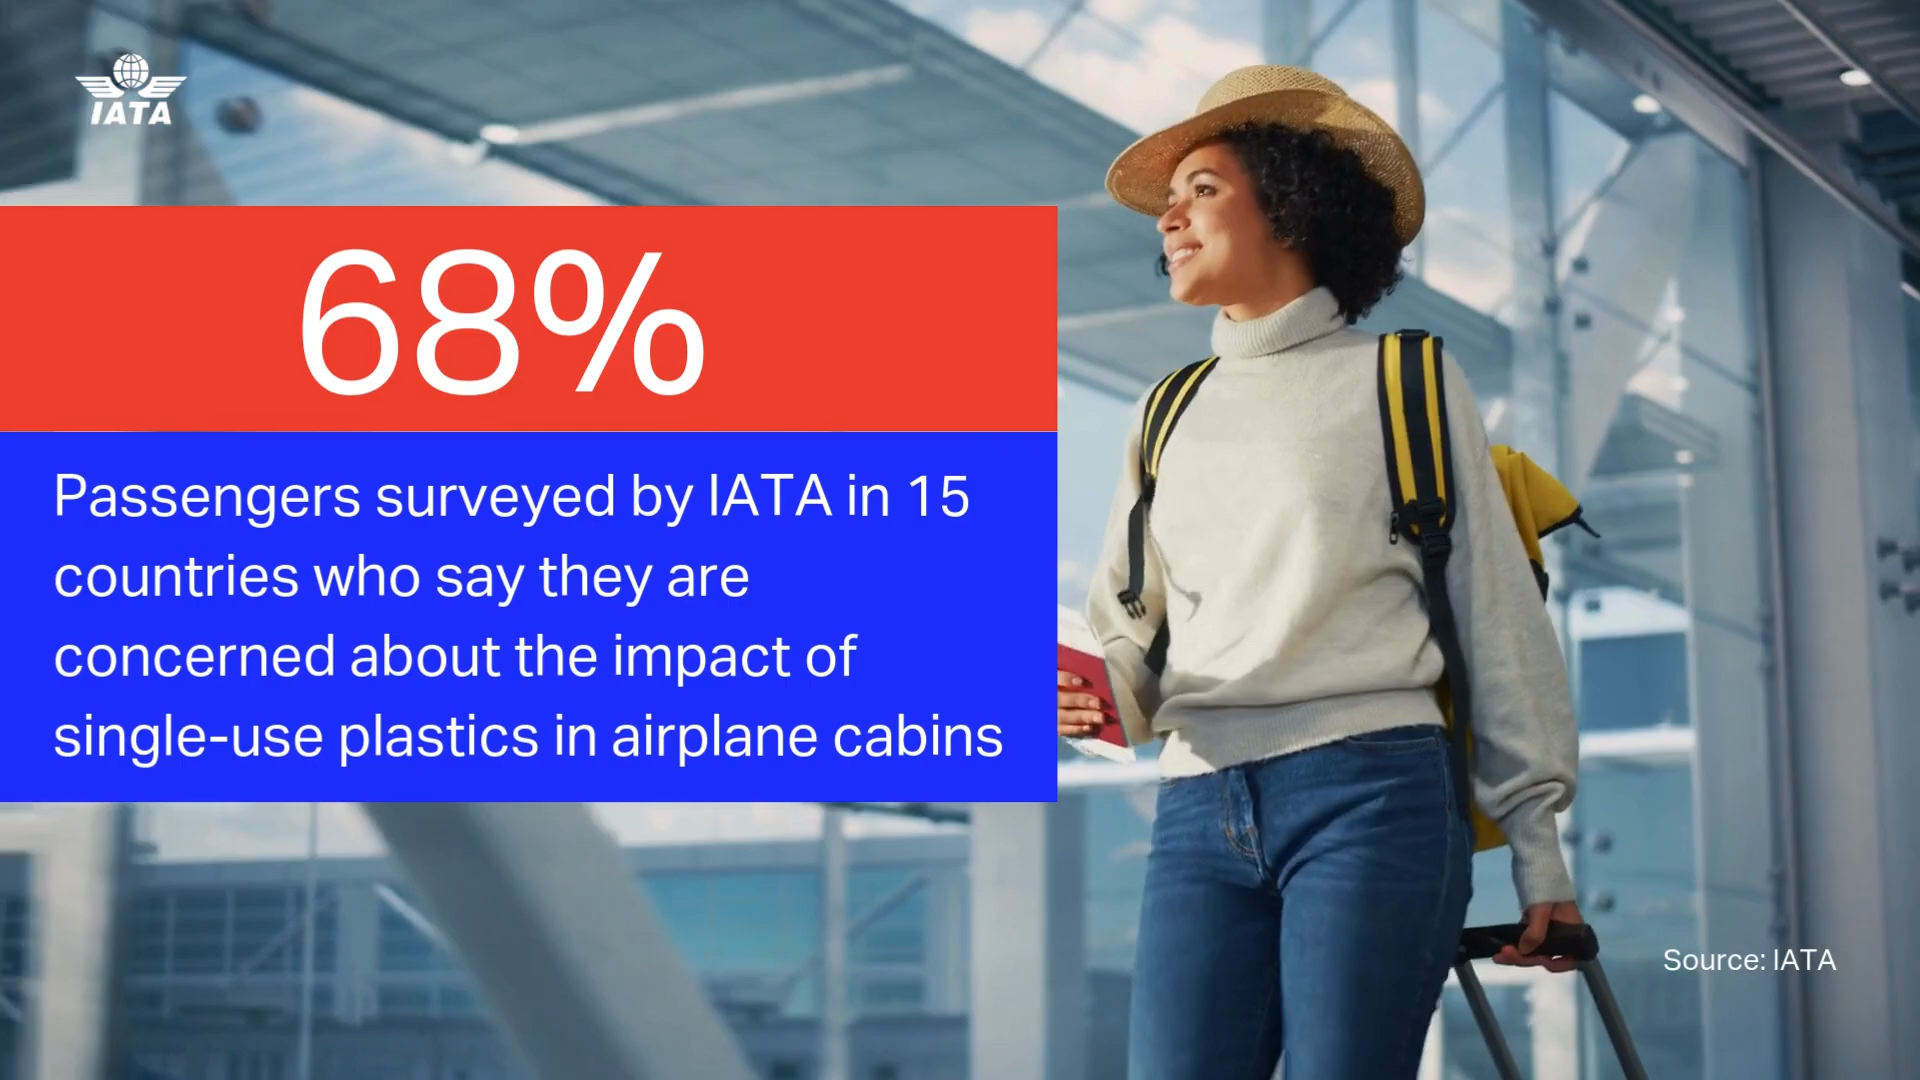 IATA
68%
Passengers surveyed by IATA in 15
countries who say they are
concerned about the impact of
single-use plastics in airplane cabins
Source: IATA